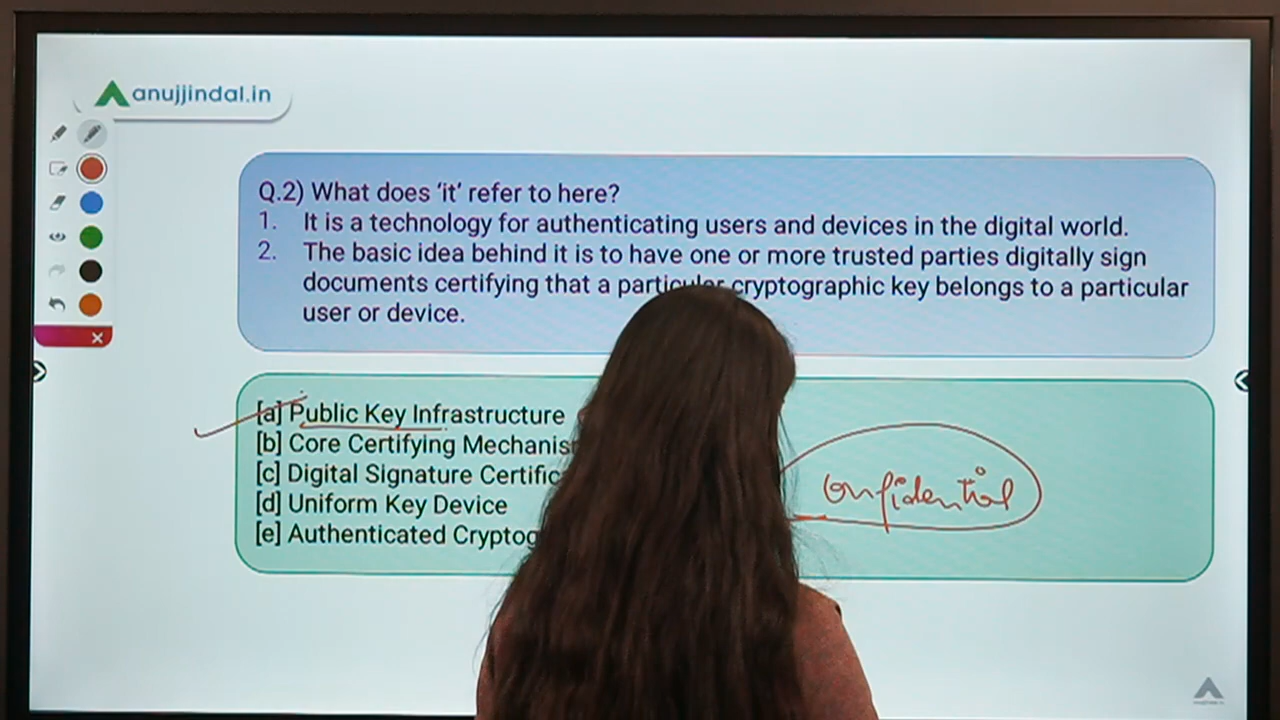 anujjindal.in
Q.2) What does ‘it’ refer to here?
1. It is a technology for authenticating users and devices in the digital world.
2. The basic idea behind it is to have one or more trusted parties digitally sign
documents certifying that a particular cryptographic key belongs to a particular
user or device.
[a] Public Key Infrastructure
[b] Core Certifying
[c] Digital Signature
[d] Uniform Key Device
[e] Authenticated
Confidential